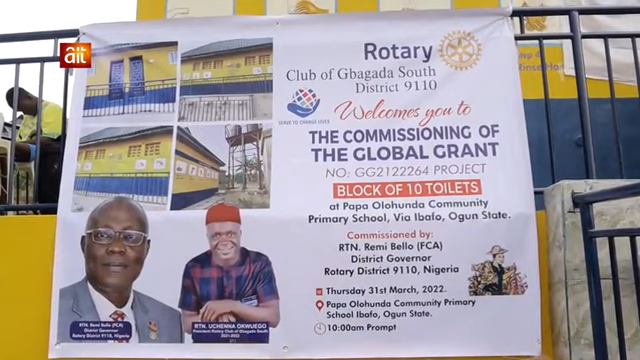 ait
Rotary
Club of Gbagada South
District 9110
SERVE TO CHANGE LIVES
Welcomes you to
THE COMMISSIONING OF
THE GLOBAL GRANT
NO: GG2122264 PROJECT
BLOCK OF 10 TOILETS
at Papa Olohunda Community
Primary School, Via Ibafo, Ogun State.
Commissioned by:
RTN. Remi Bello (FCA)
District Governor
Rotary District 9110, Nigeria
Thursday 31st March, 2022.
Papa Olohunda Community Primary
School Ibafo, Ogun State.
10:00am Prompt
RTN. Remi Bello (FCA)
District Governor
Rotary District 9110, Nigeria
RTN. UCHENNA OKWUEGO
President Rotary Club of Gbagada South
2021-2022